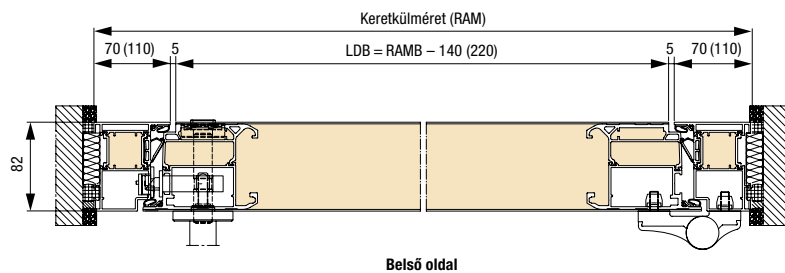 Keretkülméret (RAM)
70 (110) 5 LDB = RAMB – 140 (220) 5 70 (110)
82
Belső oldal